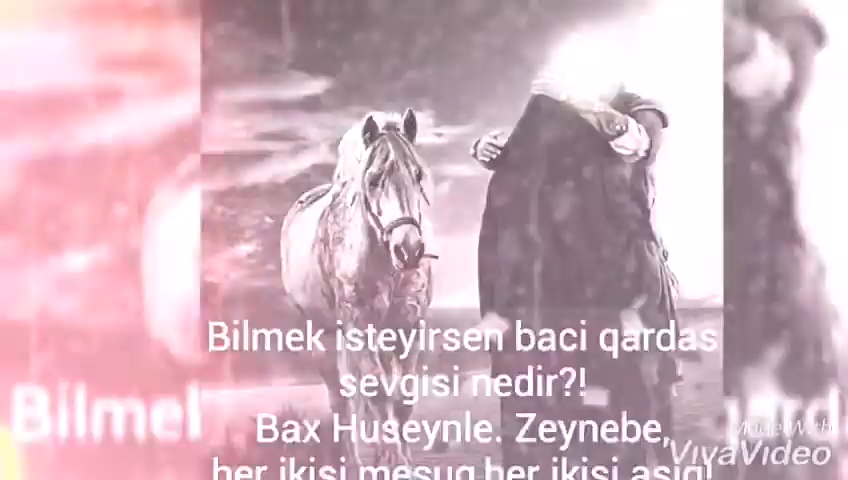 Bilmek isteyirsen baci qardas
sevgisi nedir?!
Bax Huseynle. Zeynebe,
her ikisi mesuq her ikisi asiq!
Bilmek
Made With
VivaVideo